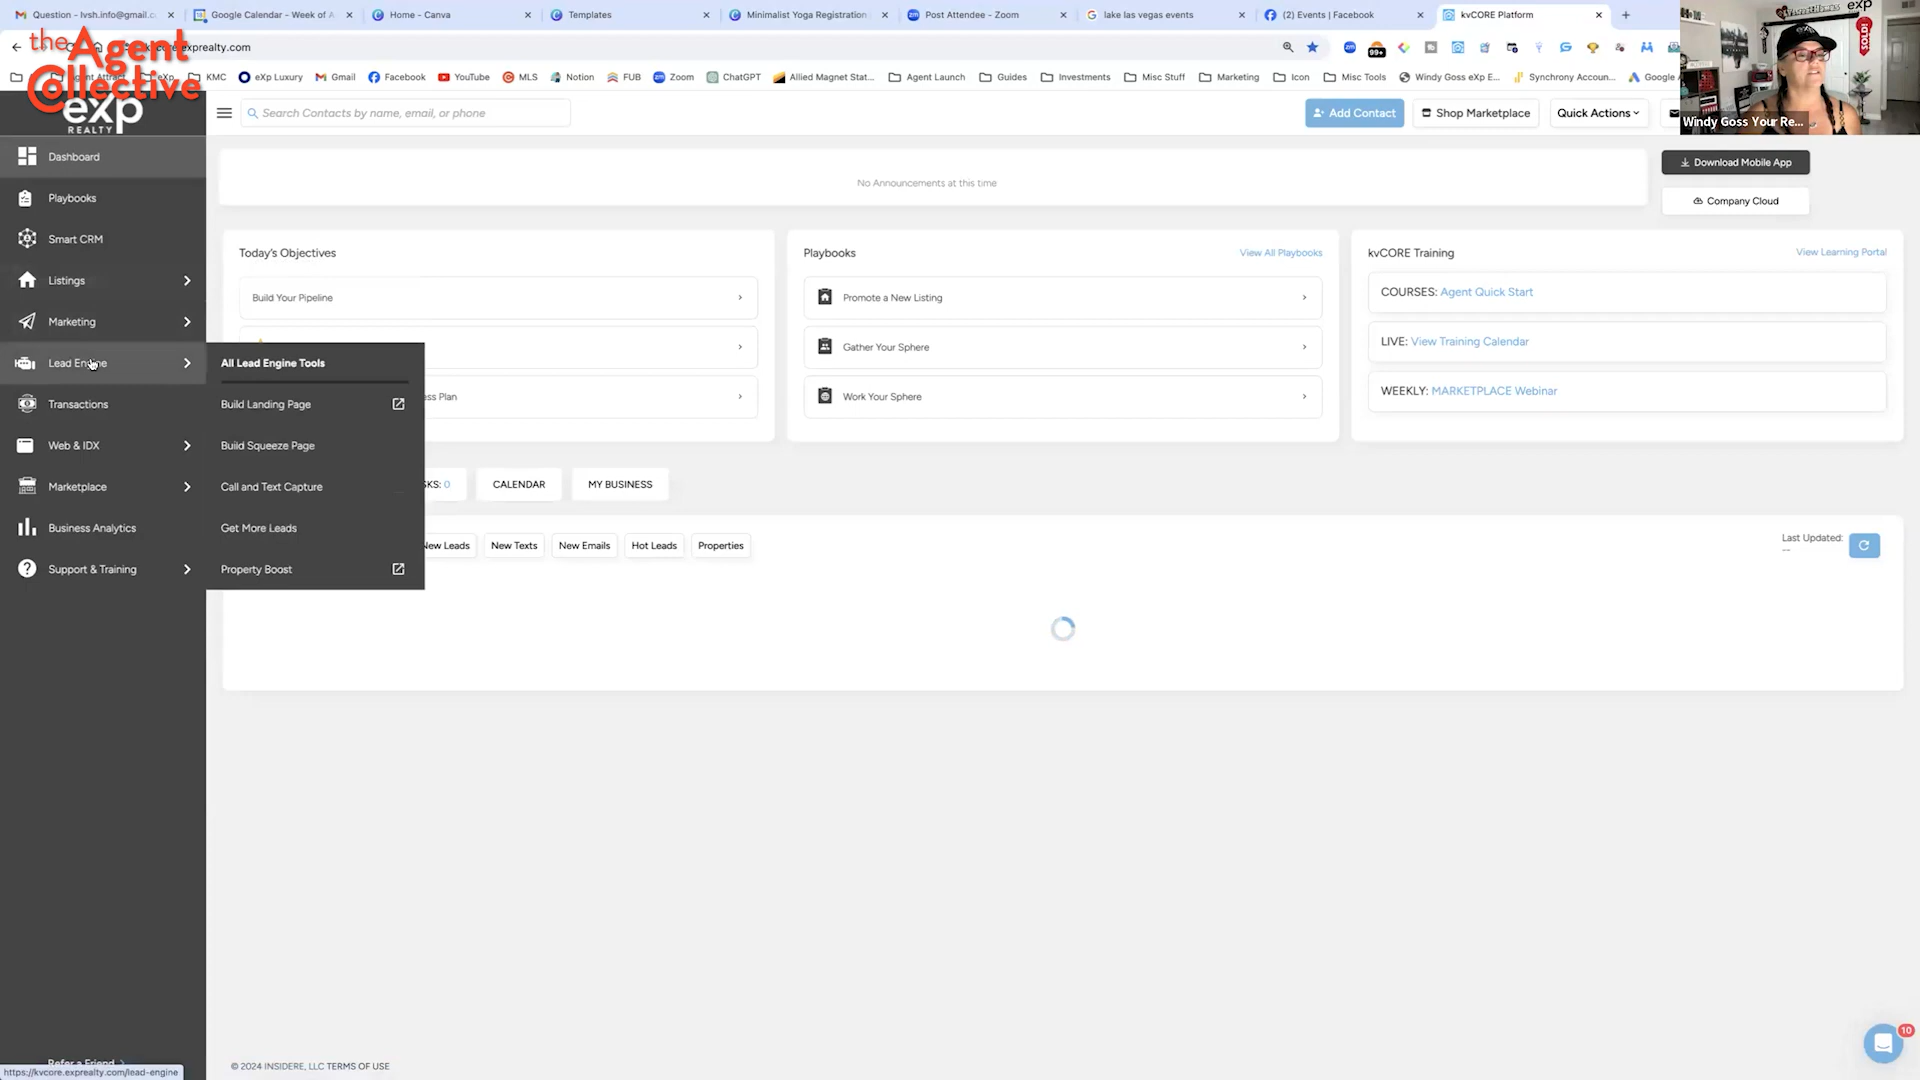 Question - lvsh.info@gmail.c
Google Calendar - Week of A
Home - Canva
Templates
Minimalist Yoga Registration
Post Attendee - Zoom
lake las vegas events
(2) Events | Facebook
kvCORE Platform
exprealty.com
99+
KMC
eXp Luxury
Gmail
Facebook
YouTube
MLS
Notion
FUB
Zoom
ChatGPT
Allied Magnet Stat...
Agent Launch
Guides
Investments
Misc Stuff
Marketing
Icon
Misc Tools
Windy Goss eXp E...
Synchrony Accoun...
Google A
the Agent Collective
exp
REALTY
Search Contacts by name, email, or phone
Add Contact
Shop Marketplace
Quick Actions
Windy Goss Your Re...
exp
SOLD!
Dashboard
Playbooks
Smart CRM
Listings
Marketing
Lead Engine
Transactions
Web & IDX
Marketplace
Business Analytics
Support & Training
Refer a Friend
All Lead Engine Tools
Build Landing Page
Build Squeeze Page
Call and Text Capture
Get More Leads
Property Boost
No Announcements at this time
Download Mobile App
Company Cloud
Today's Objectives
Build Your Pipeline
ess Plan
Playbooks
View All Playbooks
Promote a New Listing
Gather Your Sphere
Work Your Sphere
kvCORE Training
View Learning Portal
COURSES: Agent Quick Start
LIVE: View Training Calendar
WEEKLY: MARKETPLACE Webinar
SKS: 0
CALENDAR
MY BUSINESS
New Leads
New Texts
New Emails
Hot Leads
Properties
Last Updated:
--
10
© 2024 INSIDERE, LLC TERMS OF USE
https://kvcore.exprealty.com/lead-engine